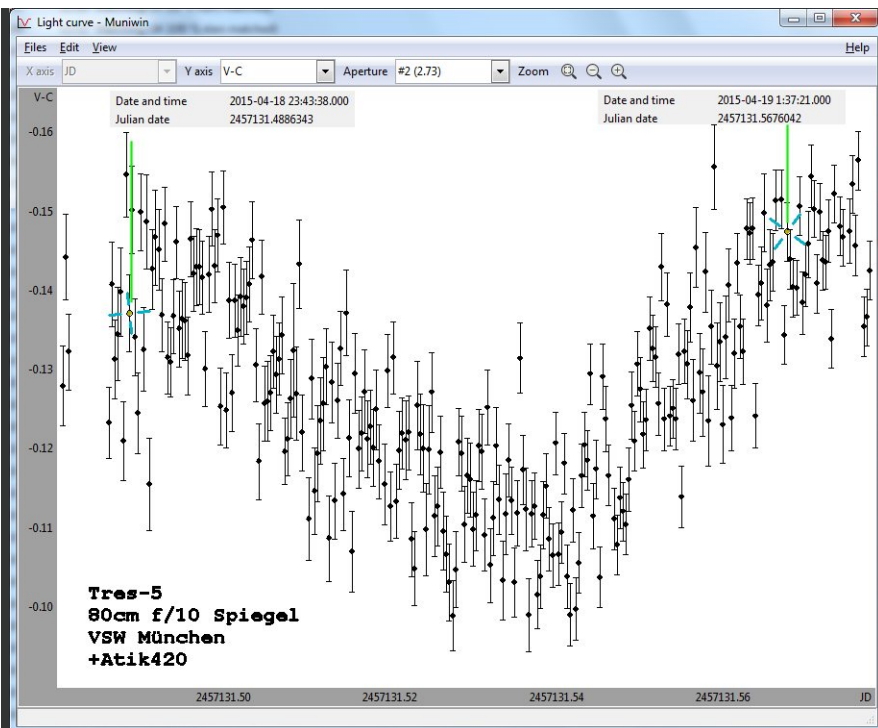 Light curve - Muniwin
Files Edit View Help
X axis JD Y axis V-C Aperture #2 (2.73) Zoom
V-C
Date and time 2015-04-18 23:43:38.000
Julian date 2457131.4886343
Date and time 2015-04-19 1:37:21.000
Julian date 2457131.5676042
-0.16
-0.15
-0.14
-0.13
-0.12
-0.11
-0.10
Tres-5
80cm f/10 Spiegel
VSW München
+Atik420
2457131.50 2457131.52 2457131.54 2457131.56 JD